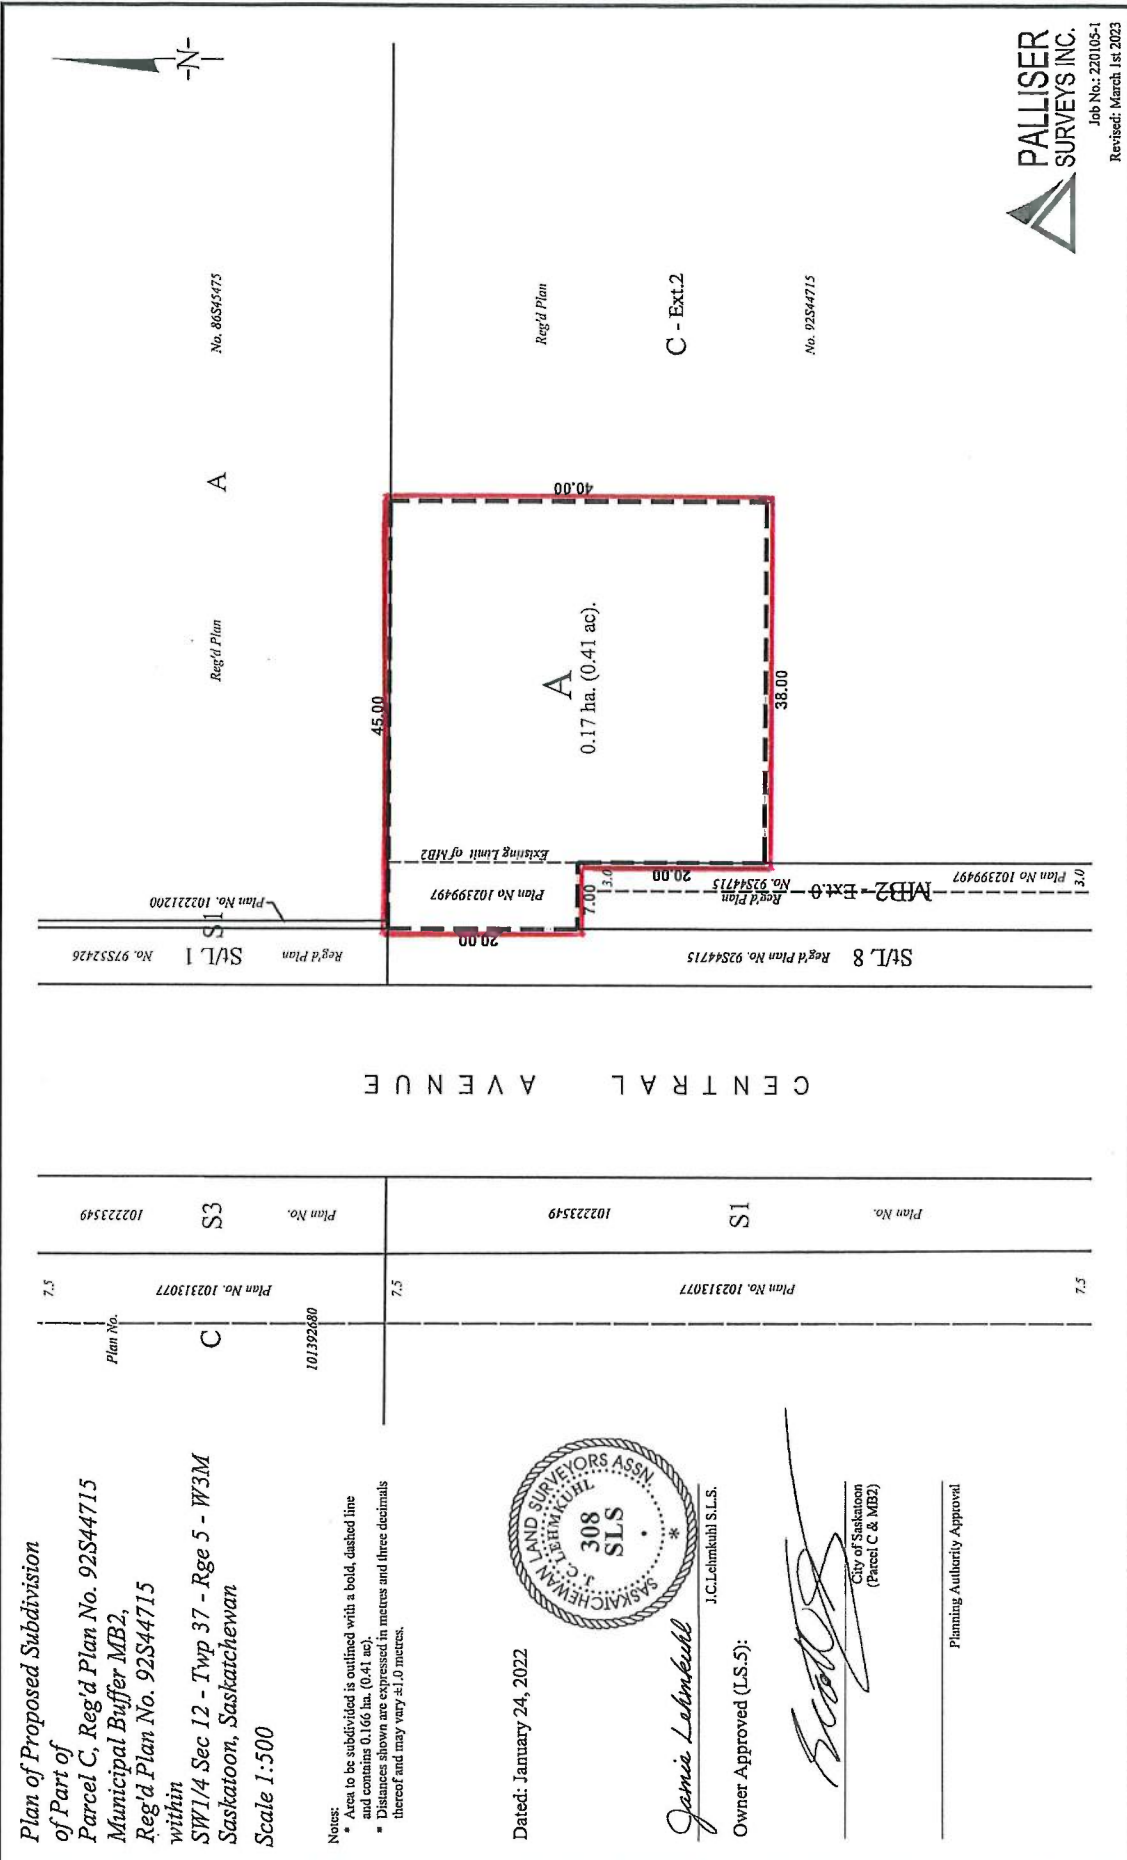 Plan of Proposed Subdivision
of Part of
Parcel C, Reg'd Plan No. 92S44715
Municipal Buffer MB2,
Reg'd Plan No. 92S44715
within
SW1/4 Sec 12 - Twp 37 - Rge 5 - W3M
Saskatoon, Saskatchewan
Scale 1:500
Notes:
* Area to be subdivided is outlined with a bold, dashed line
and contains 0.166 ha. (0.41 ac).
* Distances shown are expressed in metres and three decimals
thereof and may vary ±1.0 metres.
Dated: January 24, 2022
SASKATCHEWAN LAND SURVEYORS ASSN.
J. C. LEHMKUHL
308
SLS
*
Jamie Lehmkuhl
J.C.Lehmkuhl S.L.S.
Owner Approved (LS.5):
City of Saskatoon
(Parcel C & MB2)
Planning Authority Approval
7.5
Plan No.
C
101392680
Plan No. 102313077
7.5
Plan No. 102313077
7.5
102223549
S3
Plan No.
102223549
S1
Plan No.
CENTRAL AVENUE
No. 97S52426
St/L 1
Reg'd Plan
S1
Plan No. 102221200
Reg'd Plan No. 92S44715
St/L 8
20.00
Plan No 102399497
Existing Limit of MB2
7.00
3.0
20.00
Reg'd Plan
No. 92S44715
MB2 - Ext.0
Plan No 102399497
3.0
45.00
A
0.17 ha. (0.41 ac).
38.00
40.00
Reg'd Plan
A
No. 86S45475
Reg'd Plan
C - Ext.2
No. 92S44715
-N-
PALLISER
SURVEYS INC.
Job No.: 220105-1
Revised: March 1st 2023